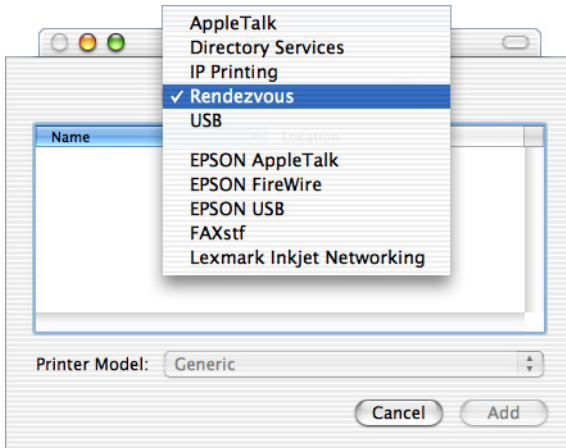 AppleTalk
Directory Services
IP Printing
✓ Rendezvous
USB
Name Location
EPSON AppleTalk
EPSON FireWire
EPSON USB
FAXstf
Lexmark Inkjet Networking
Printer Model: Generic
Cancel Add